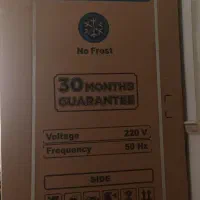 No Frost
30 MONTHS
GUARANTEE
Voltage 220 V
Frequency 50 Hz